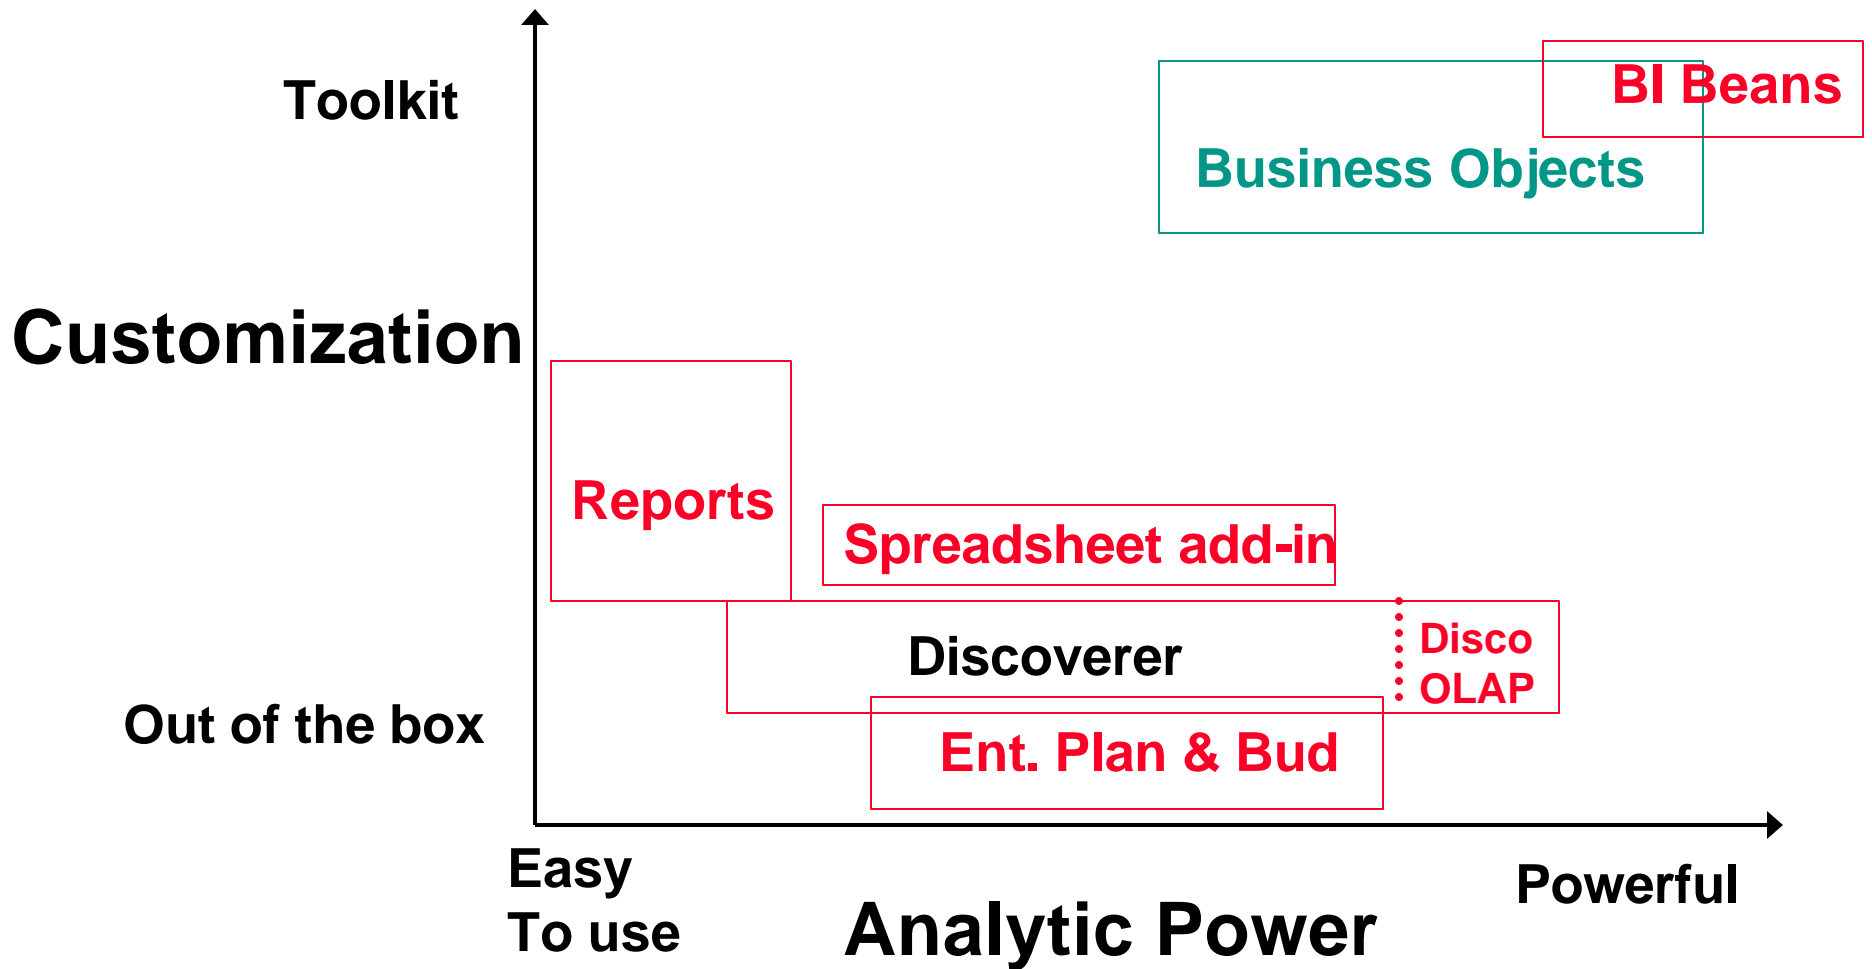 Toolkit
BI Beans
Business Objects
Customization
Reports
Spreadsheet add-in
Discoverer
Disco
OLAP
Out of the box
Ent. Plan & Bud
Easy
To use
Powerful
Analytic Power